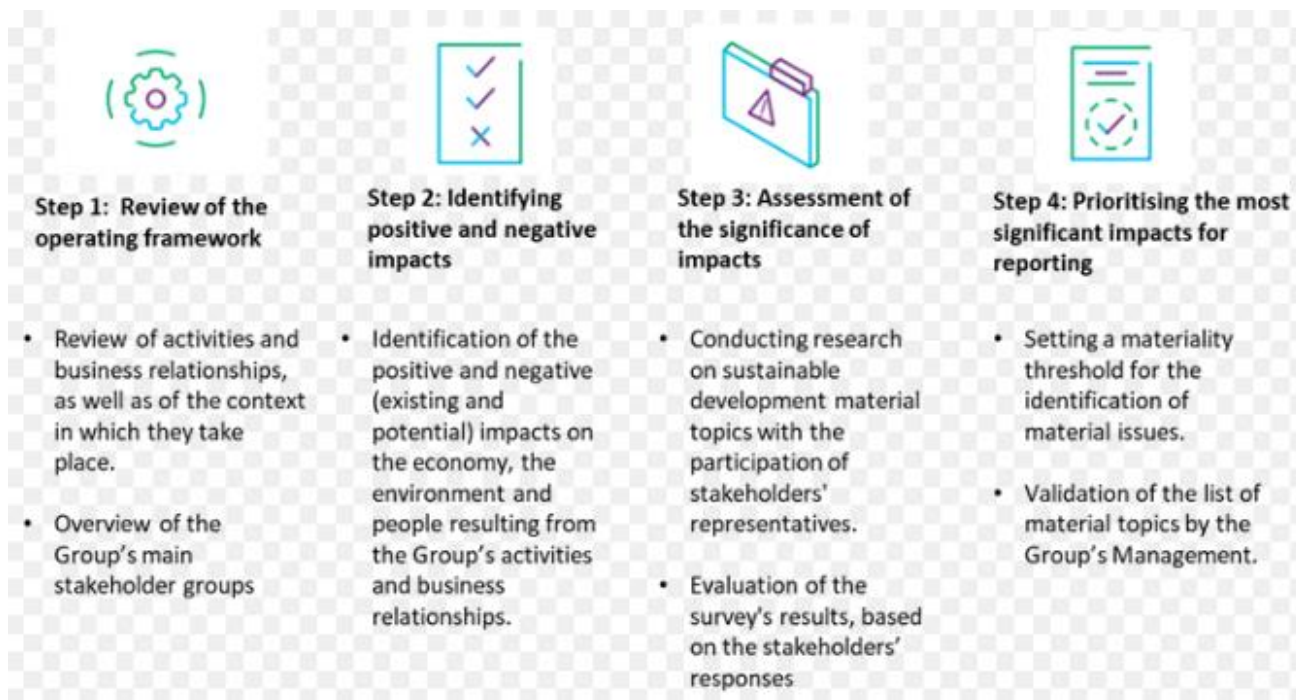 Step 1: Review of the
operating framework
• Review of activities and
business relationships,
as well as of the context
in which they take
place.
• Overview of the
Group's main
stakeholder groups
Step 2: Identifying
positive and negative
impacts
• Identification of the
positive and negative
(existing and
potential) impacts on
the economy, the
environment and
people resulting from
the Group's activities
and business
relationships.
Step 3: Assessment of
the significance of
impacts
• Conducting research
on sustainable
development material
topics with the
participation of
stakeholders'
representatives.
• Evaluation of the
survey's results, based
on the stakeholders'
responses
Step 4: Prioritising the most
significant impacts for
reporting
• Setting a materiality
threshold for the
identification of
material issues.
• Validation of the list of
material topics by the
Group's Management.